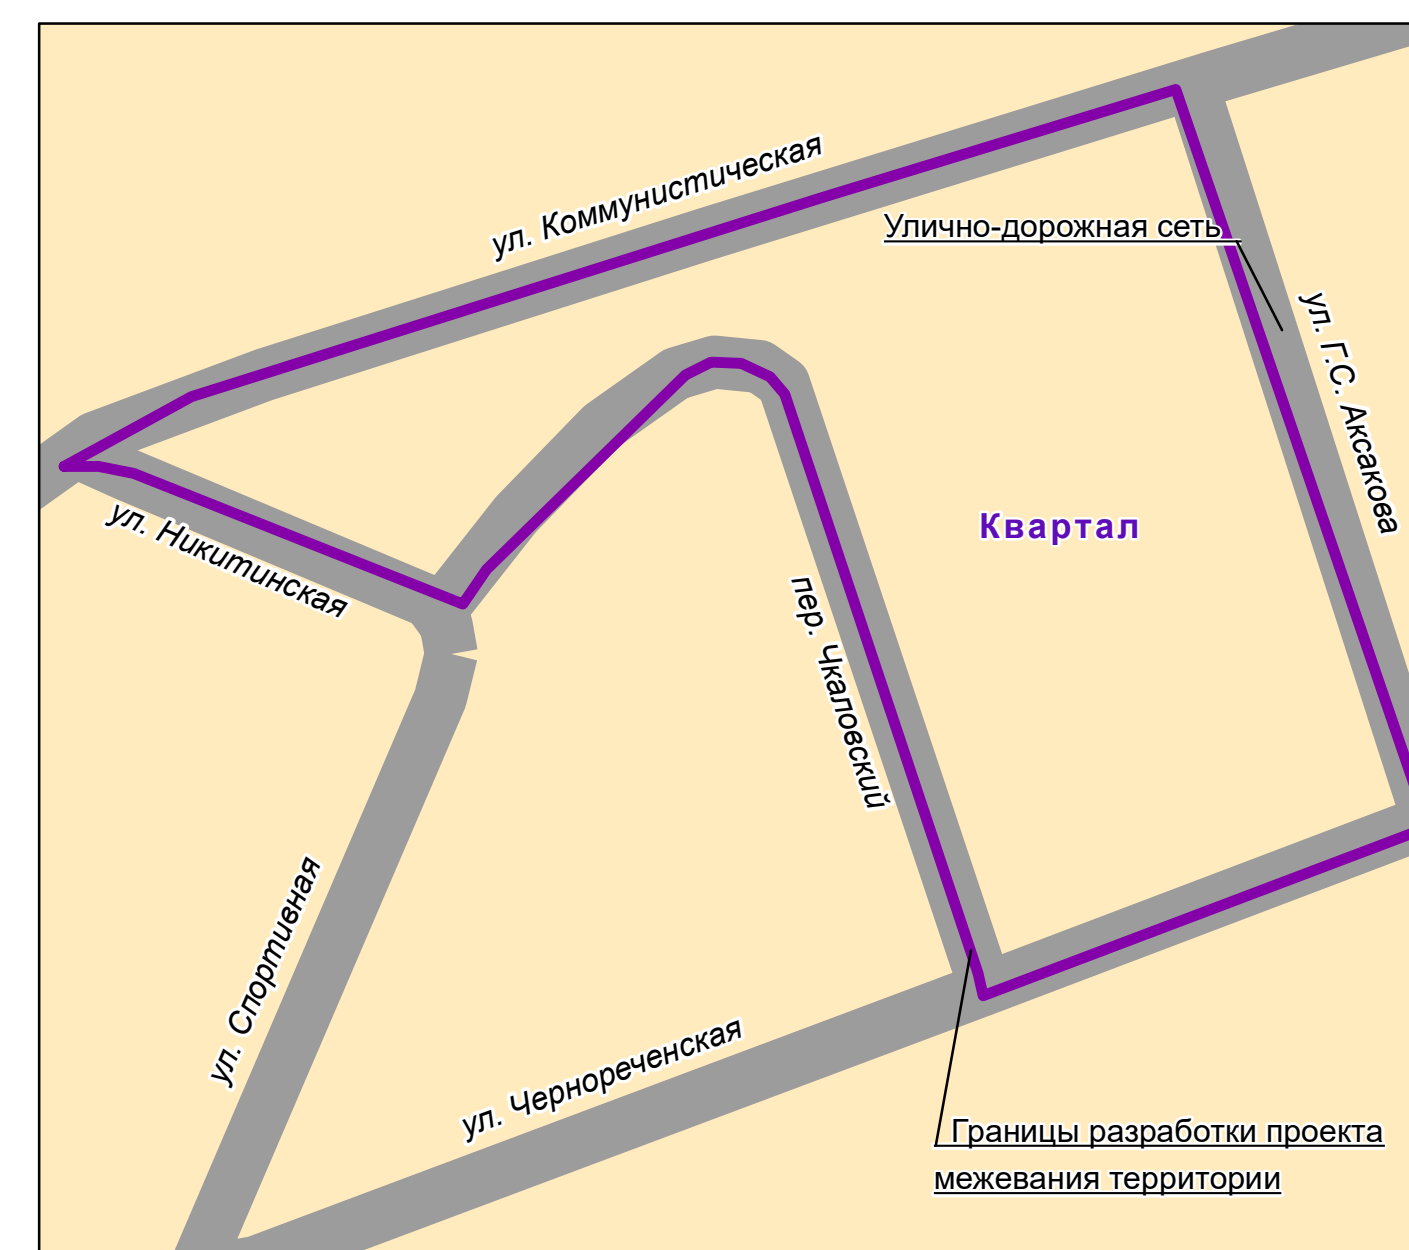 ул. Коммунистическая
Улично-дорожная сеть
ул. Г.С. Аксакова
ул. Никитинская
Квартал
пер. Чкаловский
ул. Спортивная
ул. Чернореченская
Границы разработки проекта
межевания территории